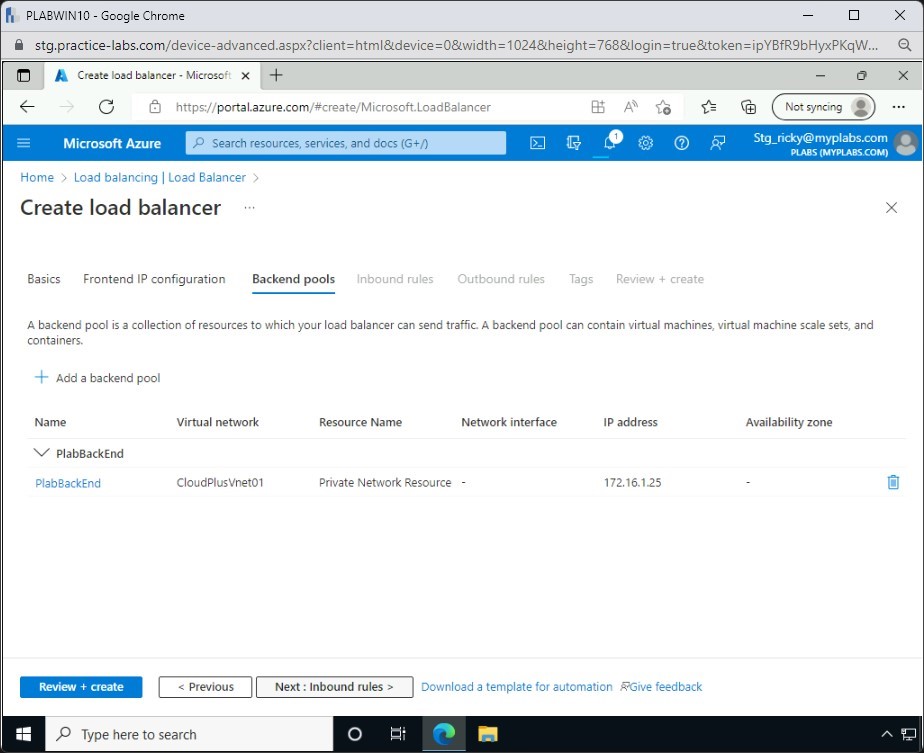 PLABWIN10 - Google Chrome
stg.practice-labs.com/device-advanced.aspx?client=html&device=0&width=1024&height=768&login=true&token=ipYBfR9bHyxPKqW...
Create load balancer - Microsoft
https://portal.azure.com/#create/Microsoft.LoadBalancer
Not syncing
Microsoft Azure
Search resources, services, and docs (G+/)
1
Stg_ricky@myplabs.com
PLABS (MYPLABS.COM)
Home > Load balancing | Load Balancer >
Create load balancer ...
Basics Frontend IP configuration Backend pools Inbound rules Outbound rules Tags Review + create
A backend pool is a collection of resources to which your load balancer can send traffic. A backend pool can contain virtual machines, virtual machine scale sets, and
containers.
Add a backend pool
Name Virtual network Resource Name Network interface IP address Availability zone
PlabBackEnd
PlabBackEnd CloudPlusVnet01 Private Network Resource - 172.16.1.25 -
Review + create < Previous Next : Inbound rules > Download a template for automation Give feedback
Type here to search